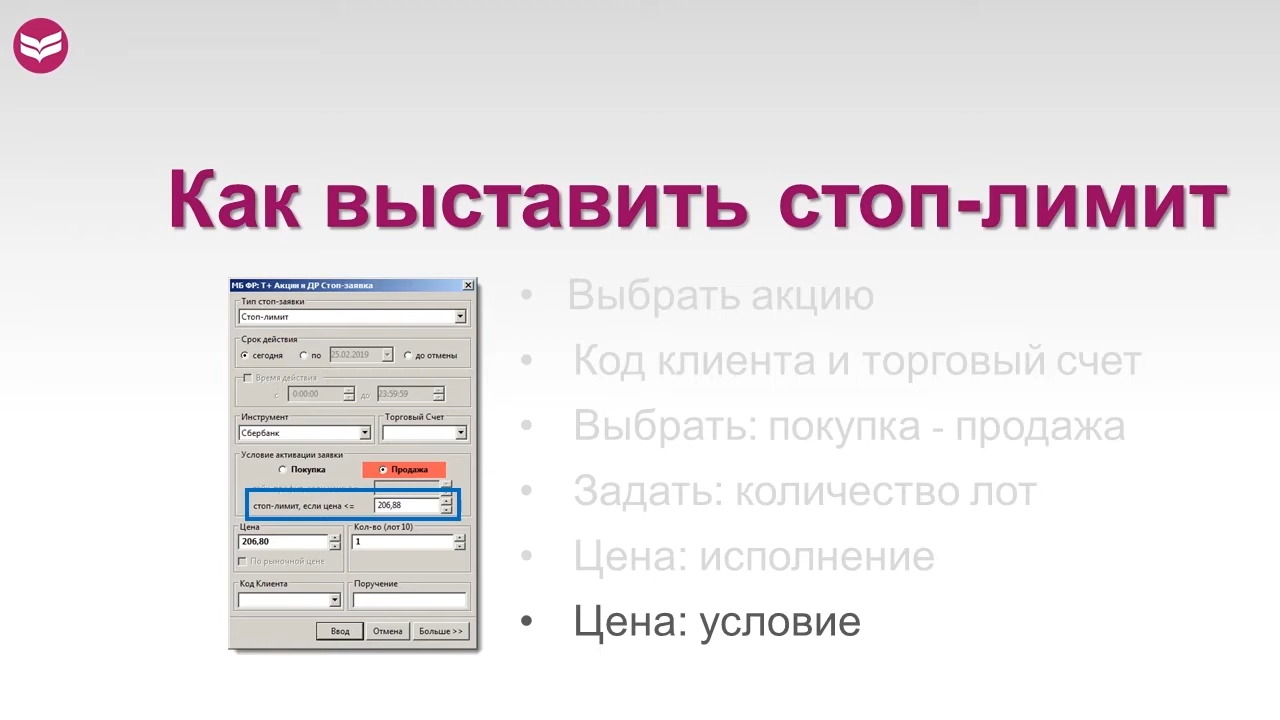 Как выставить стоп-лимит
МБ ФР: Т+ Акции и ДР Стоп-заявка
Тип стоп-заявки
Стоп-лимит
Срок действия
сегодня по 25.02.2019 до отмены
Время действия
с 0:00:00 до 23:59:59
Инструмент Торговый Счет
Сбербанк
Условие активации заявки
Покупка Продажа
стоп-лимит, если цена <= 206,88
Цена Кол-во (лот 10)
206,80 1
По рыночной цене
Код Клиента Поручение
Ввод Отмена Больше >>
• Выбрать акцию
• Код клиента и торговый счет
• Выбрать: покупка - продажа
• Задать: количество лот
• Цена: исполнение
• Цена: условие